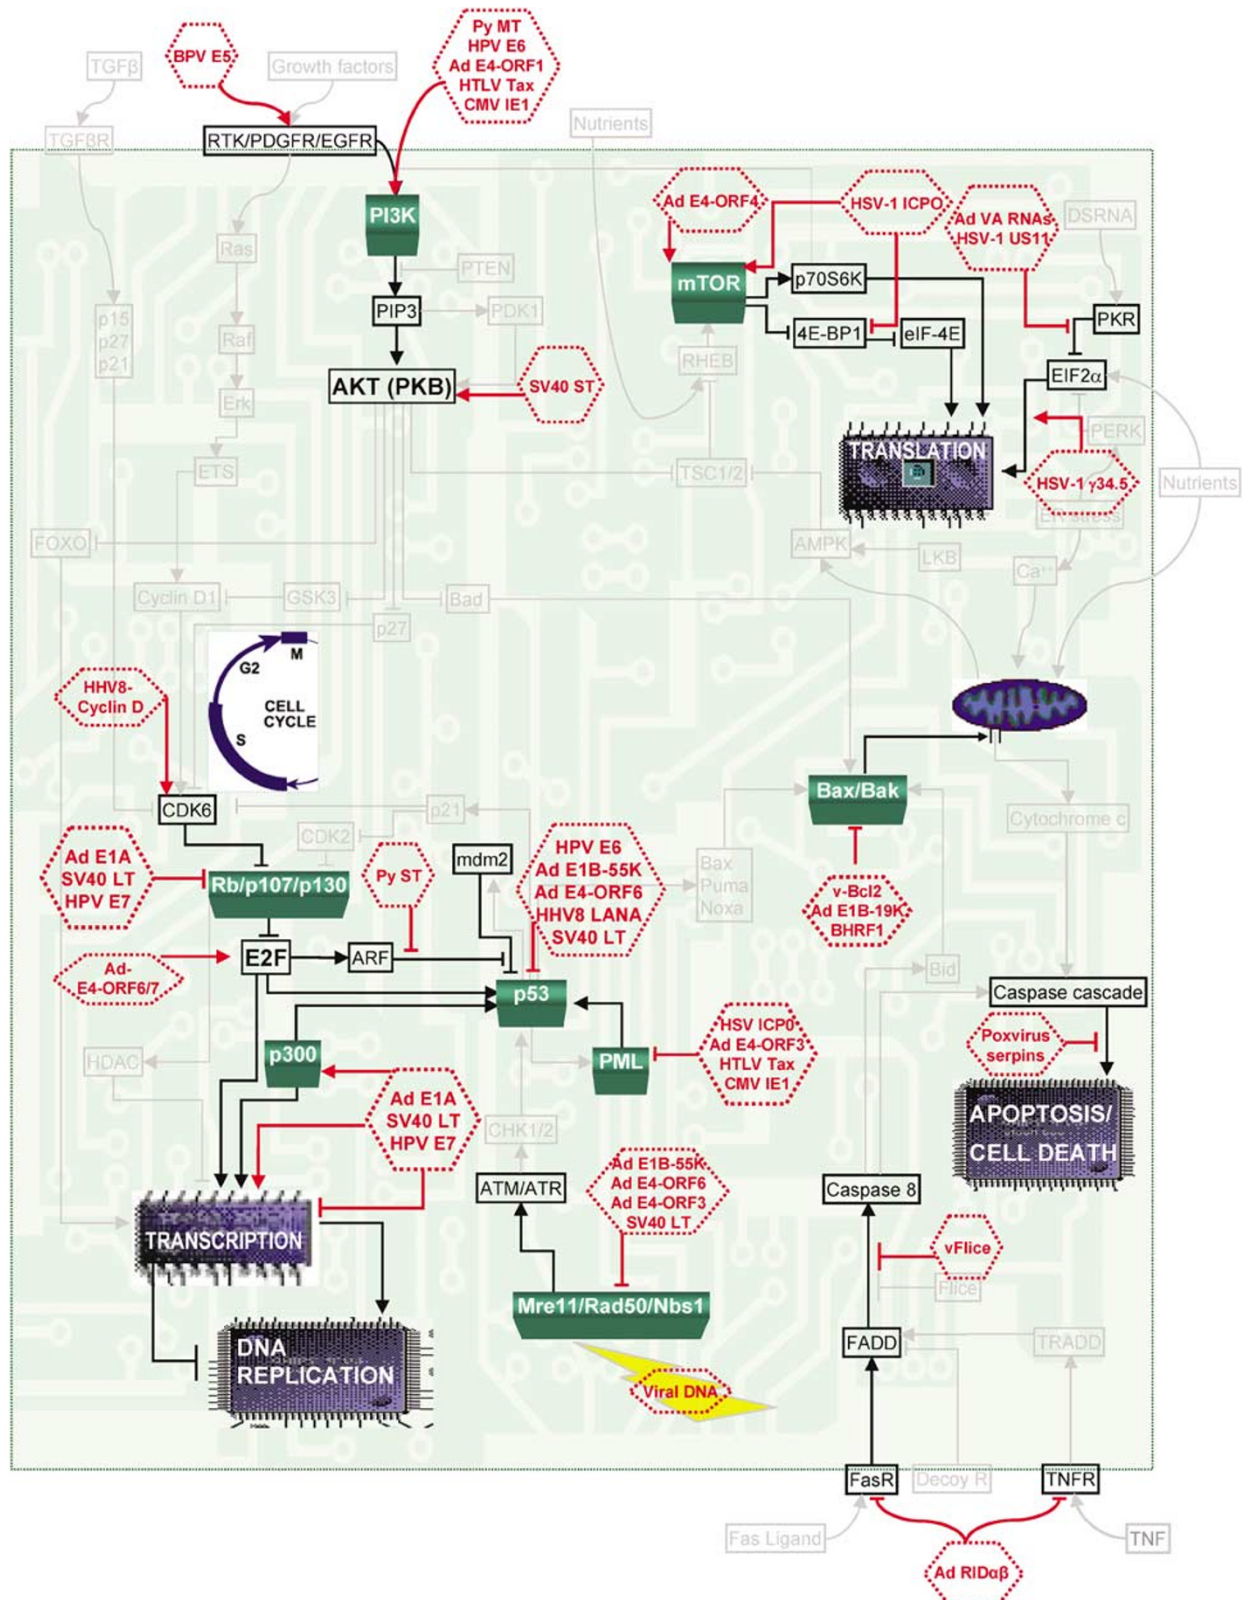 Py MT
HPV E6
Ad E4-ORF1
HTLV Tax
CMV IE1
BPV E5
TGFβ
Growth factors
Nutrients
TGFβR
RTK/PDGFR/EGFR
PI3K
Ad E4-ORF4
HSV-1 ICPO
Ad VA RNAs
HSV-1 US11
DSRNA
Ras
PTEN
mTOR
p70S6K
PIP3
PDK1
PKR
p15
p27
p21
Raf
4E-BP1
eIF-4E
RHEB
EIF2α
AKT (PKB)
SV40 ST
Erk
PERK
TRANSLATION
ETS
TSC1/2
HSV-1 γ34.5
Nutrients
ER stress
FOXO
AMPK
LKB
Ca++
Cyclin D1
GSK3
Bad
p27
M
G2
HHV8-
Cyclin D
CELL
CYCLE
S
Bax/Bak
CDK6
p21
Cytochrome c
CDK2
Ad E1A
SV40 LT
HPV E7
Rb/p107/p130
Py ST
mdm2
HPV E6
Ad E1B-55K
Ad E4-ORF6
HHV8 LANA
SV40 LT
Bax
Puma
Noxa
v-Bcl2
Ad E1B-19K
BHRF1
E2F
ARF
Ad-
E4-ORF6/7
Bid
p53
Caspase cascade
HSV ICP0
Ad E4-ORF3
HTLV Tax
CMV IE1
Poxvirus
serpins
HDAC
p300
PML
Ad E1A
SV40 LT
HPV E7
CHK1/2
APOPTOSIS/
CELL DEATH
Ad E1B-55K
Ad E4-ORF6
Ad E4-ORF3
SV40 LT
ATM/ATR
Caspase 8
TRANSCRIPTION
vFlice
Flice
Mre11/Rad50/Nbs1
DNA
REPLICATION
FADD
TRADD
Viral DNA
FasR
Decoy R
TNFR
Fas Ligand
TNF
Ad RIDαβ